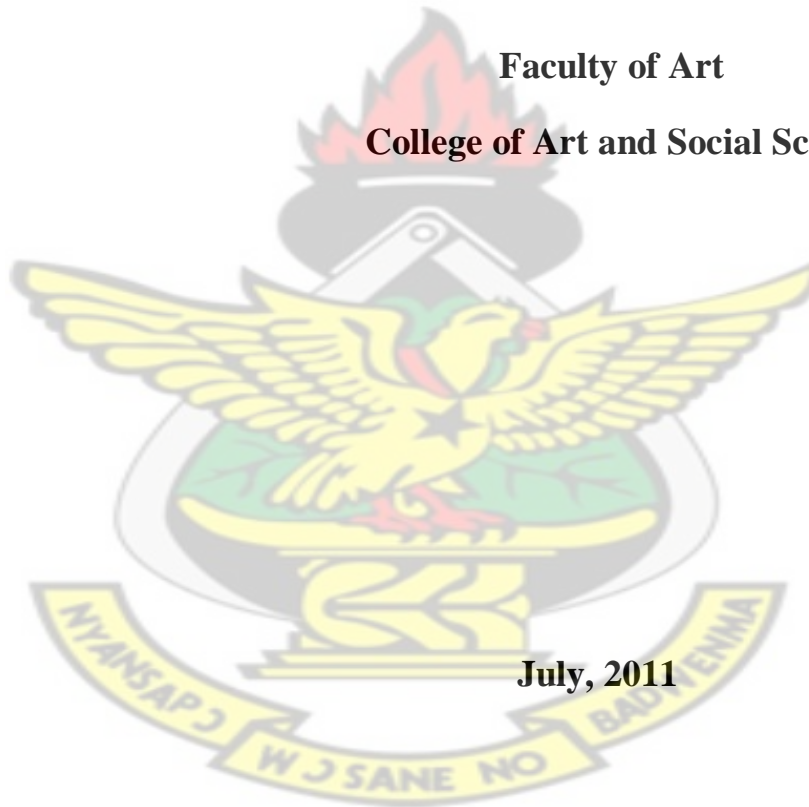 Faculty of Art
College of Art and Social Sc
July, 2011
NYANSAPƆ WƆSANE NO BADWENMA